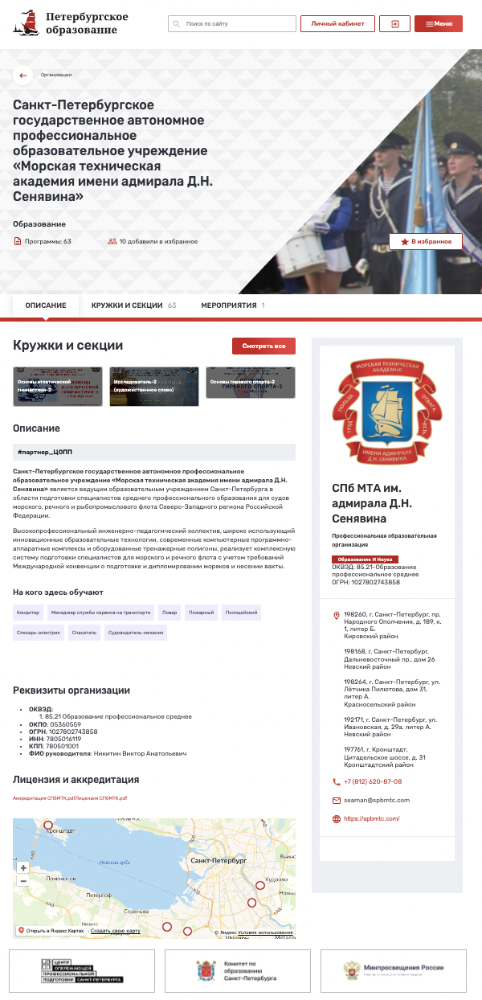 Петербургское
образование
Поиск по сайту
Личный кабинет
Меню
Организации
Санкт-Петербургское
государственное автономное
профессиональное
образовательное учреждение
«Морская техническая
академия имени адмирала Д.Н.
Сенявина»
Образование
Программы: 63
10 добавили в избранное
В избранное
ОПИСАНИЕ
КРУЖКИ И СЕКЦИИ 63
МЕРОПРИЯТИЯ 1
Кружки и секции
Смотреть все
Основы атлетической
гимнастики-2
Исследователь-2
(художественное слово)
Основы гиревого спорта-2
Описание
#партнер_ЦОПП
Санкт-Петербургское государственное автономное профессиональное
образовательное учреждение «Морская техническая академия имени адмирала Д.Н.
Сенявина» является ведущим образовательным учреждением Санкт-Петербурга в
области подготовки специалистов среднего профессионального образования для судов
морского, речного и рыбопромыслового флота Северо-Западного региона Российской
Федерации.
Высокопрофессиональный инженерно-педагогический коллектив, широко использующий
инновационные образовательные технологии, современные компьютерные программно-
аппаратные комплексы и оборудованные тренажерные полигоны, реализует комплексную
систему подготовки специалистов для морского и речного флота с учетом требований
Международной конвенции о подготовке и дипломировании моряков и несении вахты.
На кого здесь обучают
Кондитер
Менеджер службы сервиса на транспорте
Повар
Пожарный
Полицейский
Слесарь-электрик
Спасатель
Судоводитель-механик
Реквизиты организации
ОКВЭД:
1. 85.21 Образование профессиональное среднее
ОКПО: 05360559
ОГРН: 1027802743858
ИНН: 7805016119
КПП: 780501001
ФИО руководителя: Никитин Виктор Анатольевич
Лицензия и аккредитация
Аккредитация СПбМТК.pdfЛицензия СПбМТК.pdf
Кронштадт
Невская губа
Санкт-Петербург
Янино
Ломоносов
Кудрово
Петергоф
Стрельна
КАД
Низино
Шушары
Металло
Открыть в Яндекс.Картах
Создать свою карту
© Яндекс Условия использования
МОРСКАЯ ТЕХНИЧЕСКАЯ
АКАДЕМИЯ
ПОЛЬЗА
ОТВАГА
ТРУД
ЧЕСТЬ
ИМЕНИ АДМИРАЛА
Д.Н. СЕНЯВИНА
СПб МТА им.
адмирала Д.Н.
Сенявина
Профессиональная образовательная
организация
Образование И Наука
ОКВЭД: 85.21-Образование
профессиональное среднее
ОГРН: 1027802743858
198260, г. Санкт-Петербург, пр.
Народного Ополчения, д. 189, к.
1, литер Б.
Кировский район
198168, г. Санкт-Петербург,
Дальневосточный пр., дом 26
Невский район
198264, г. Санкт-Петербург, ул.
Лётчика Пилютова, дом 31,
литер А.
Красносельский район
192171, г. Санкт-Петербург, ул.
Ивановская, д. 29а, литер А.
Невский район
197761, г. Кронштадт,
Цитадельское шоссе, д. 31
Кронштадтский район
+7 (812) 620-87-08
seaman@spbmtc.com
https://spbmtc.com/
ЦЕНТР
ОПЕРЕЖАЮЩЕЙ
ПРОФЕССИОНАЛЬНОЙ
ПОДГОТОВКИ САНКТ-ПЕТЕРБУРГА
Комитет по
образованию
Санкт-Петербурга
Минпросвещения России